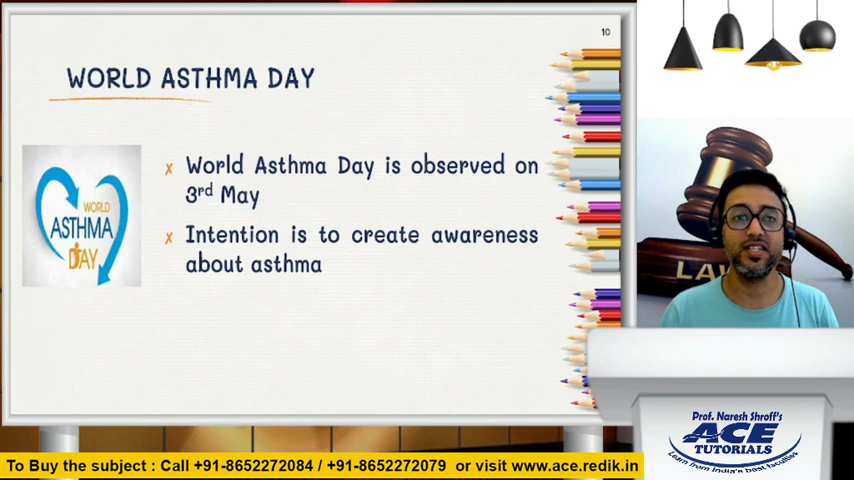 10
WORLD ASTHMA DAY
WORLD
ASTHMA
DAY
x World Asthma Day is observed on
3rd May
x Intention is to create awareness
about asthma
LAW
Prof. Naresh Shroff's
ACE
TUTORIALS
Learn from India's best faculties
To Buy the subject : Call +91-8652272084 / +91-8652272079 or visit www.ace.redik.in